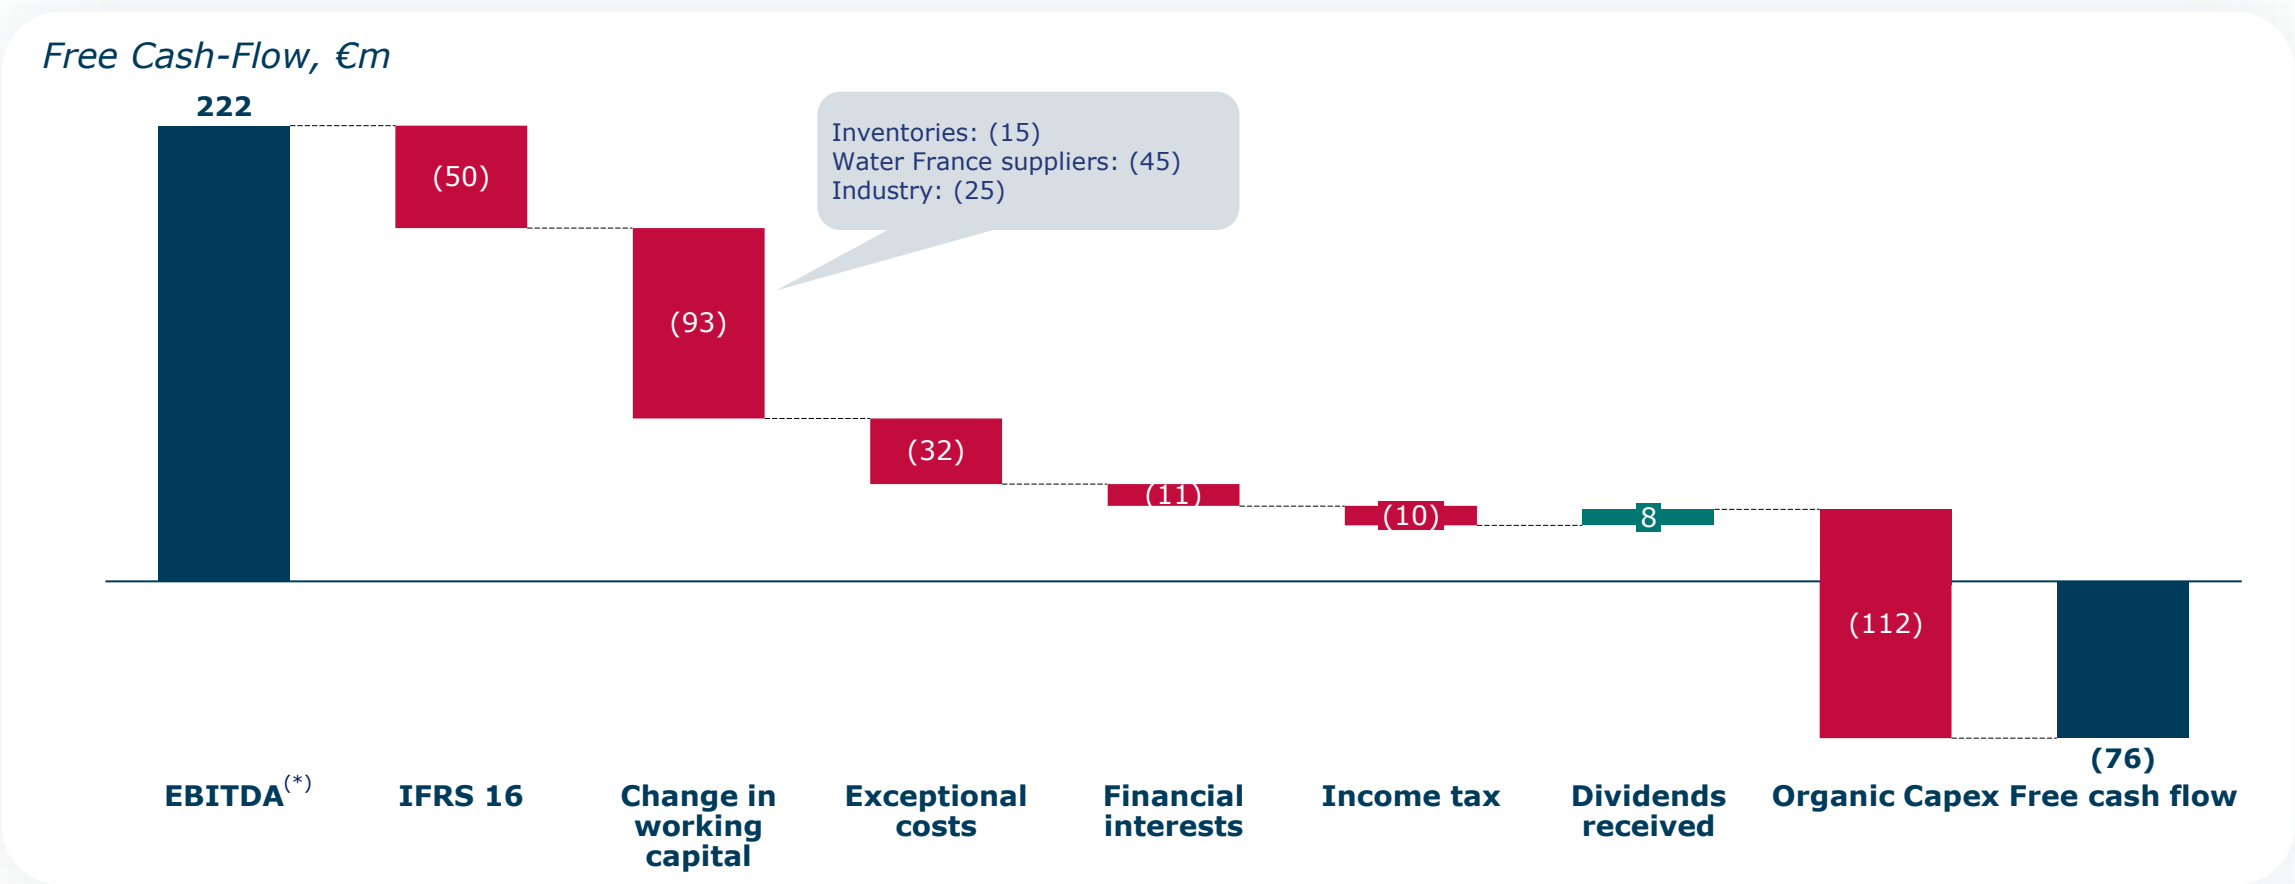 Free Cash-Flow, €m
222
(50)
(93)
Inventories: (15)
Water France suppliers: (45)
Industry: (25)
(32)
(11)
(10)
8
(112)
(76)
EBITDA(*)
IFRS 16
Change in
working
capital
Exceptional
costs
Financial
interests
Income tax
Dividends
received
Organic Capex
Free cash flow